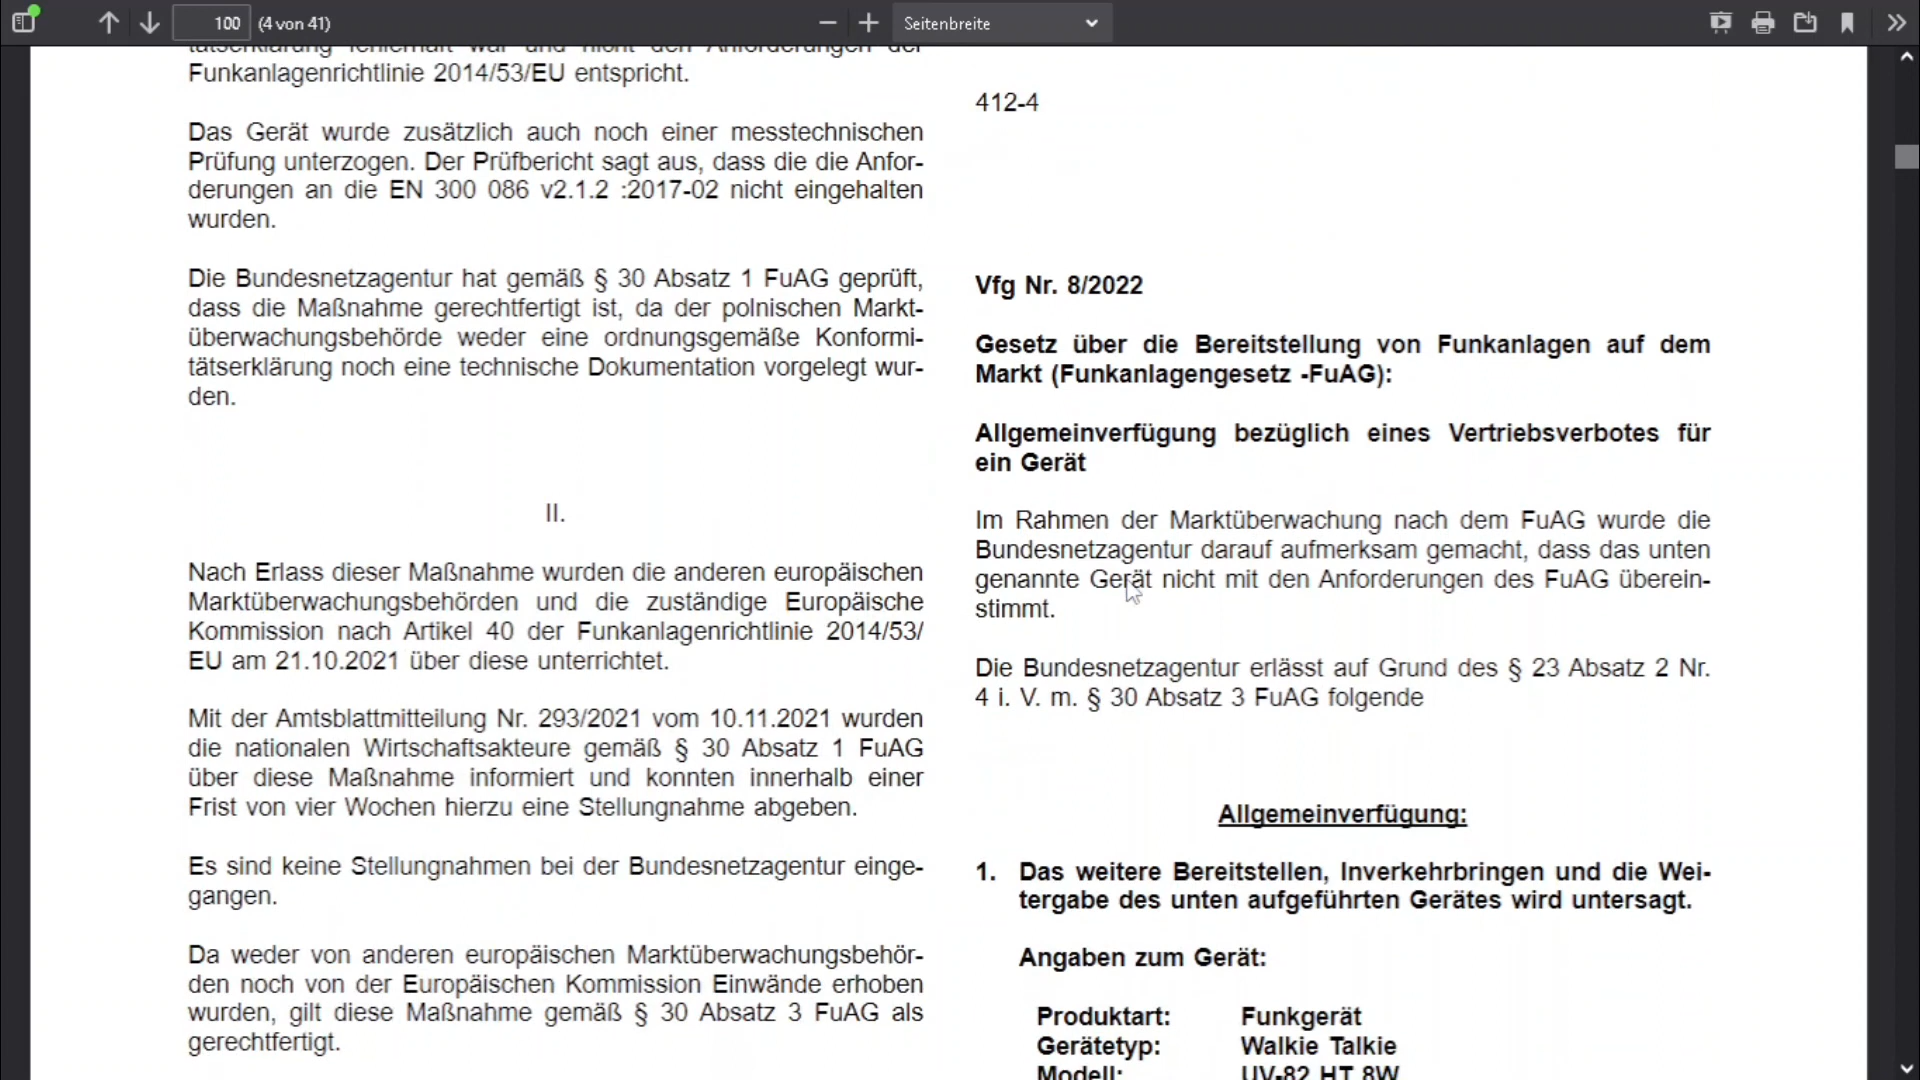 100 (4 von 41)
Seitenbreite
tätserklärung fehlerhaft war und nicht den Anforderungen der
Funkanlagenrichtlinie 2014/53/EU entspricht.
Das Gerät wurde zusätzlich auch noch einer messtechnischen
Prüfung unterzogen. Der Prüfbericht sagt aus, dass die die Anfor-
derungen an die EN 300 086 v2.1.2 :2017-02 nicht eingehalten
wurden.
Die Bundesnetzagentur hat gemäß § 30 Absatz 1 FuAG geprüft,
dass die Maßnahme gerechtfertigt ist, da der polnischen Markt-
überwachungsbehörde weder eine ordnungsgemäße Konformi-
tätserklärung noch eine technische Dokumentation vorgelegt wur-
den.
II.
Nach Erlass dieser Maßnahme wurden die anderen europäischen
Marktüberwachungsbehörden und die zuständige Europäische
Kommission nach Artikel 40 der Funkanlagenrichtlinie 2014/53/
EU am 21.10.2021 über diese unterrichtet.
Mit der Amtsblattmitteilung Nr. 293/2021 vom 10.11.2021 wurden
die nationalen Wirtschaftsakteure gemäß § 30 Absatz 1 FuAG
über diese Maßnahme informiert und konnten innerhalb einer
Frist von vier Wochen hierzu eine Stellungnahme abgeben.
Es sind keine Stellungnahmen bei der Bundesnetzagentur einge-
gangen.
Da weder von anderen europäischen Marktüberwachungsbehör-
den noch von der Europäischen Kommission Einwände erhoben
wurden, gilt diese Maßnahme gemäß § 30 Absatz 3 FuAG als
gerechtfertigt.
412-4
Vfg Nr. 8/2022
Gesetz über die Bereitstellung von Funkanlagen auf dem
Markt (Funkanlagengesetz -FuAG):
Allgemeinverfügung bezüglich eines Vertriebsverbotes für
ein Gerät
Im Rahmen der Marktüberwachung nach dem FuAG wurde die
Bundesnetzagentur darauf aufmerksam gemacht, dass das unten
genannte Gerät nicht mit den Anforderungen des FuAG überein-
stimmt.
Die Bundesnetzagentur erlässt auf Grund des § 23 Absatz 2 Nr.
4 i. V. m. § 30 Absatz 3 FuAG folgende
Allgemeinverfügung:
1. Das weitere Bereitstellen, Inverkehrbringen und die Wei-
tergabe des unten aufgeführten Gerätes wird untersagt.
Angaben zum Gerät:
Produktart: Funkgerät
Gerätetyp: Walkie Talkie
Modell: UV-82 HT 8W